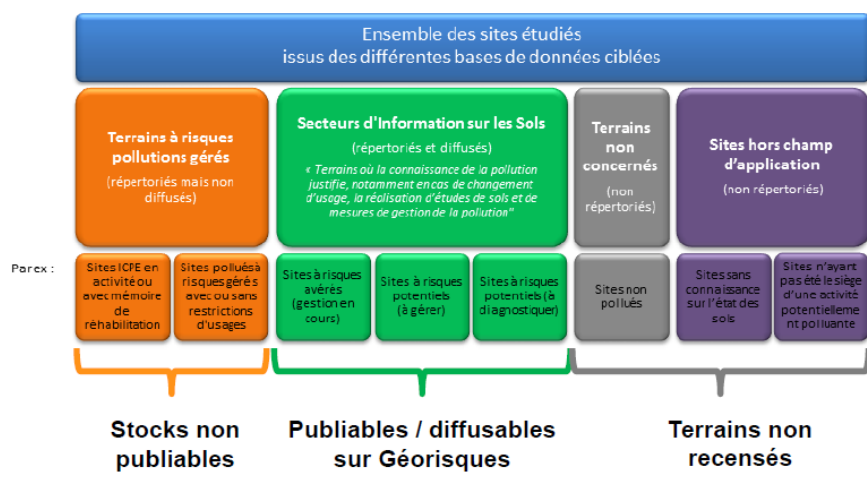 Ensemble des sites étudiés
issus des différentes bases de données ciblées
Terrains à risques
pollutions gérés
(répertoriés mais non
diffusés)
Secteurs d'Information sur les Sols
(répertoriés et diffusés)
« Terrains où la connaissance de la pollution
justifie, notamment en cas de changement
d'usage, la réalisation d'études de sols et de
mesures de gestion de la pollution"
Terrains
non
concernés
(non
répertoriés)
Sites hors champ
d'application
(non répertoriés)
Par ex :
Sites ICPE en
activité ou
avec mémoire
de
réhabilitation
Sites pollués à
risques gérés
avec ou sans
restrictions
d'usages
Sites à risques
avérés
(gestion en
cours)
Sites à risques
potentiels
(à gérer)
Sites à risques
potentiels (à
diagnostiquer)
Sites non
pollués
Sites sans
connaissance
sur l'état des
sols
Sites n'ayant
pas été le siège
d'une activité
potentielleme
nt polluante
Stocks non
publiables
Publiables / diffusables
sur Géorisques
Terrains non
recensés